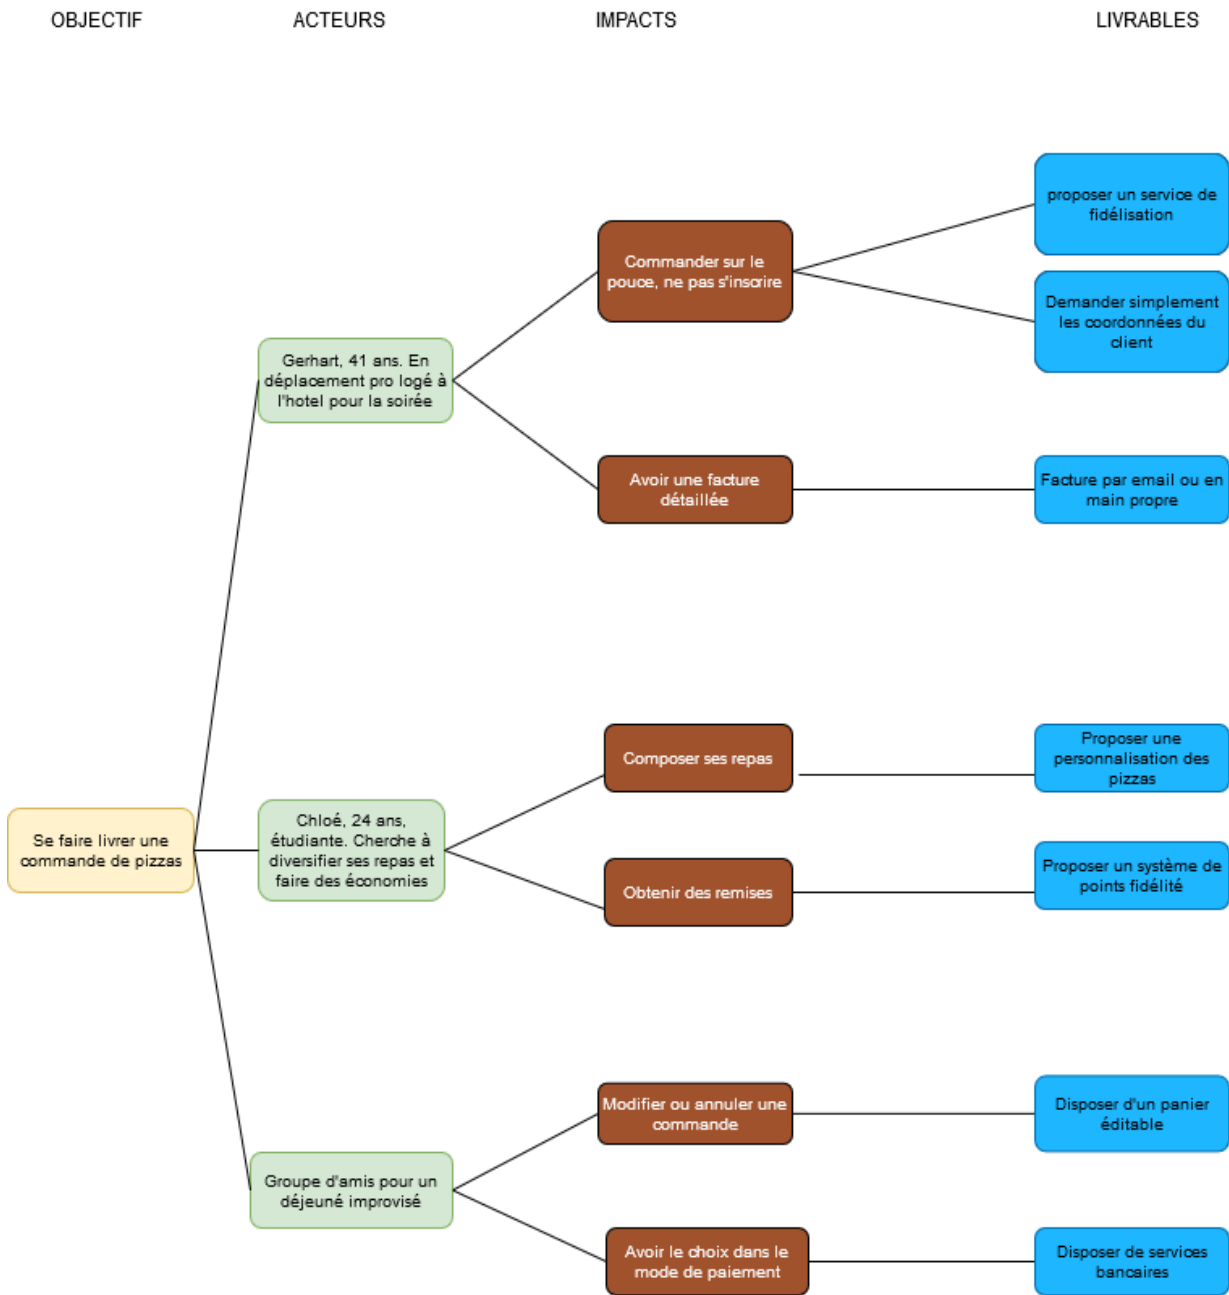 OBJECTIF
ACTEURS
IMPACTS
LIVRABLES
proposer un service de
fidélisation
Commander sur le
pouce, ne pas s'inscrire
Demander simplement
les coordonnées du
client
Gerhart, 41 ans. En
déplacement pro logé à
l'hotel pour la soirée
Avoir une facture
détaillée
Facture par email ou en
main propre
Composer ses repas
Proposer une
personnalisation des
pizzas
Se faire livrer une
commande de pizzas
Chloé, 24 ans,
étudiante. Cherche à
diversifier ses repas et
faire des économies
Obtenir des remises
Proposer un système de
points fidélité
Modifier ou annuler une
commande
Disposer d'un panier
éditable
Groupe d'amis pour un
déjeuné improvisé
Avoir le choix dans le
mode de paiement
Disposer de services
bancaires